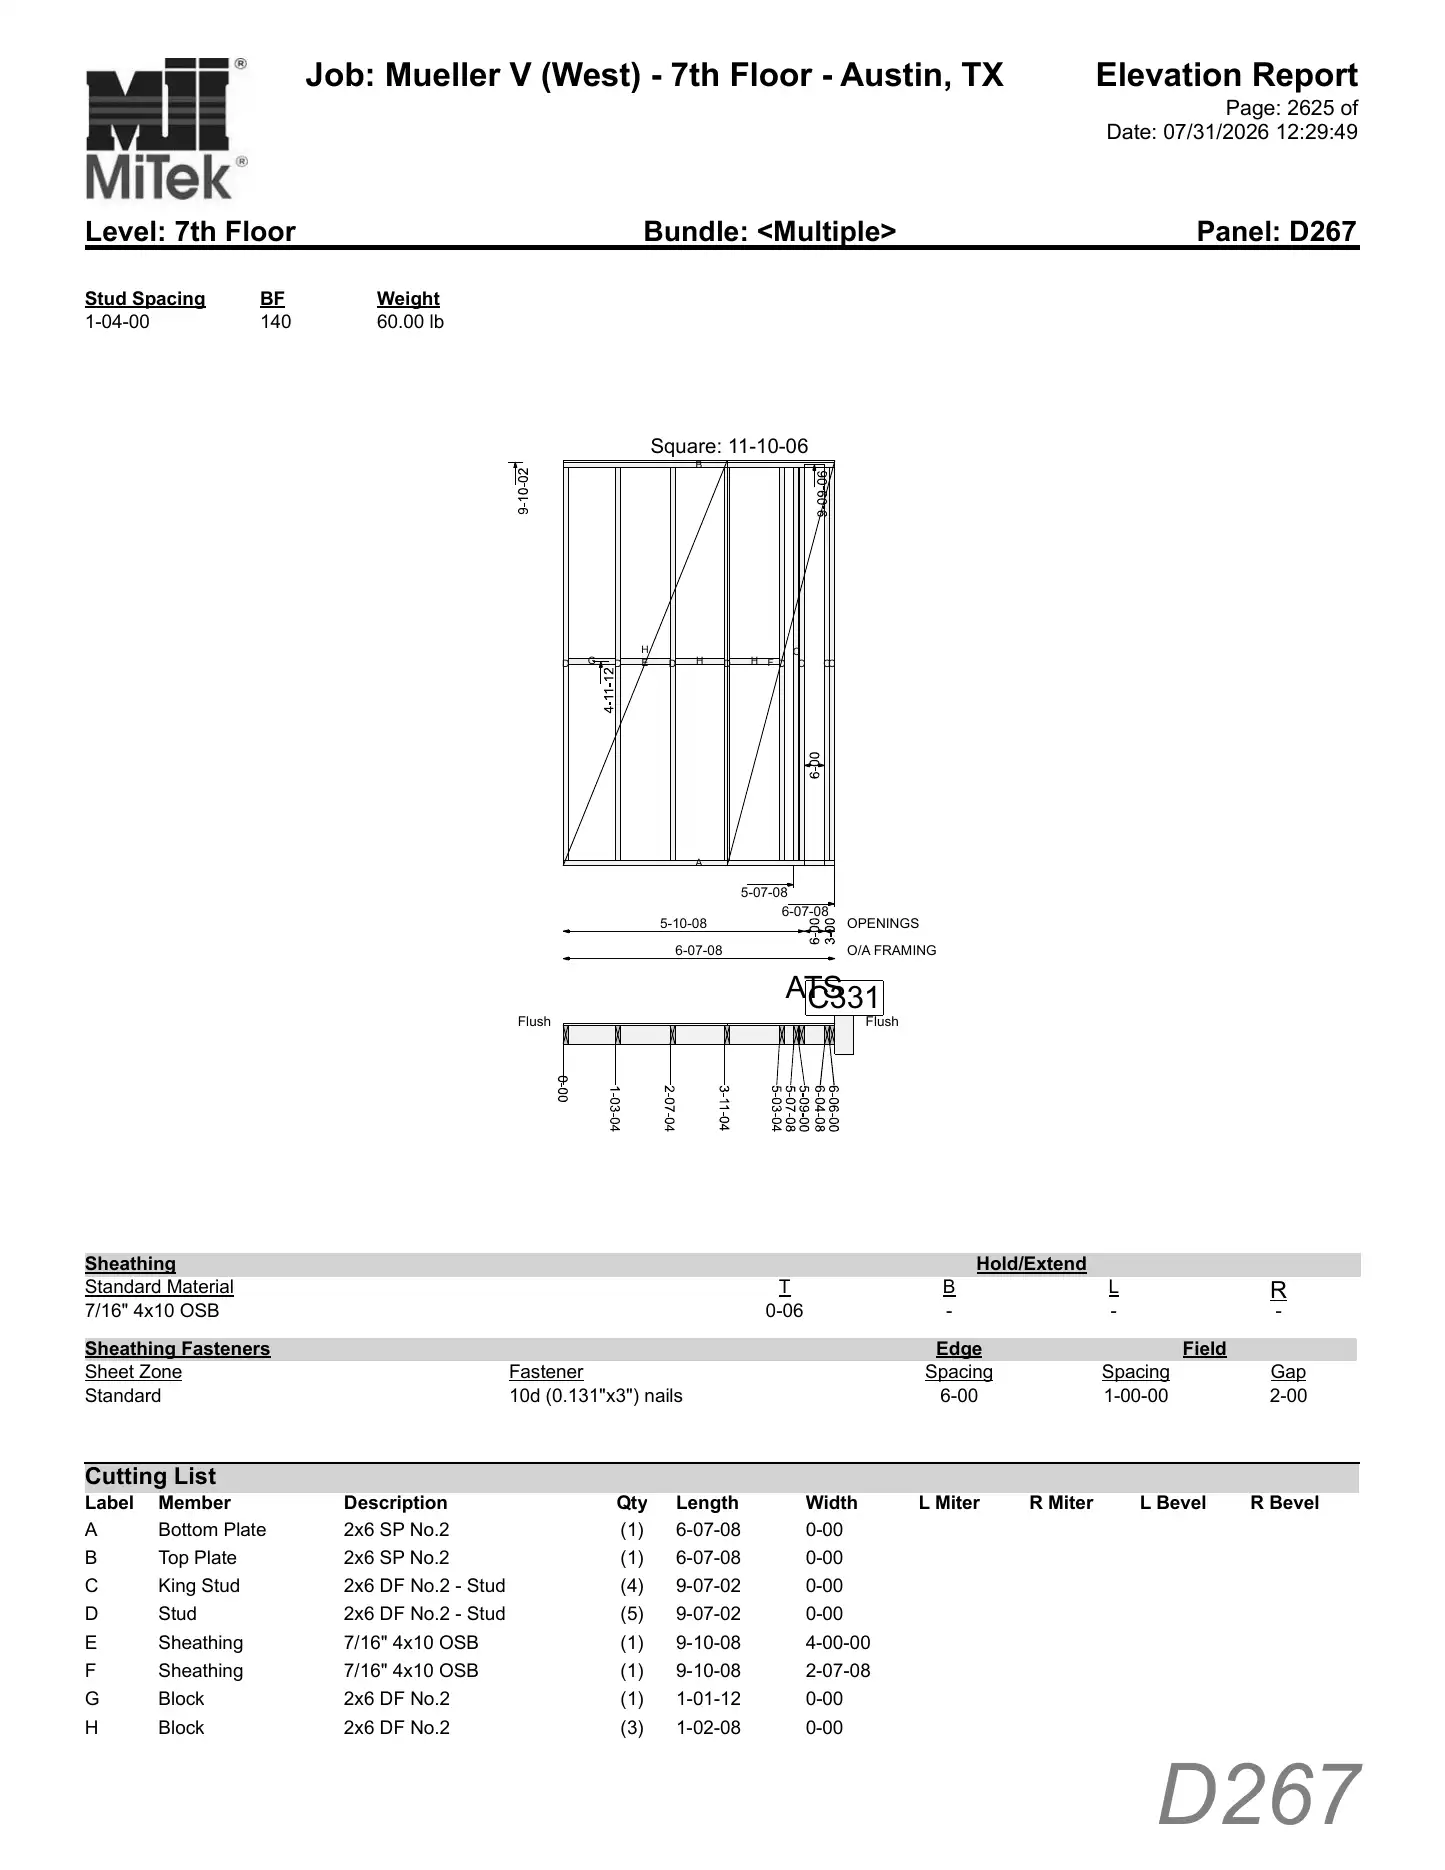 Job: Mueller V (West) - 7th Floor - Austin, TX
Elevation Report
Page: 2625 of
Date: 07/31/2026 12:29:49
MiTek®
Level: 7th Floor Bundle: <Multiple> Panel: D267
Stud Spacing BF Weight
1-04-00 140 60.00 lb
Square: 11-10-06
B
9-10-02
9-09-06
H
G E H H F
C
4-11-12
6-00
A
5-07-08
6-07-08
5-10-08 6-00 3-00 OPENINGS
6-07-08 O/A FRAMING
ATS
C331
Flush Flush
0-00 1-03-04 2-07-04 3-11-04 5-03-04 5-07-08 5-09-00 6-04-08 6-06-00
Sheathing Hold/Extend
Standard Material T B L R
7/16" 4x10 OSB 0-06 - - -
Sheathing Fasteners Edge Field
Sheet Zone Fastener Spacing Spacing Gap
Standard 10d (0.131"x3") nails 6-00 1-00-00 2-00
Cutting List
Label Member Description Qty Length Width L Miter R Miter L Bevel R Bevel
A Bottom Plate 2x6 SP No.2 (1) 6-07-08 0-00
B Top Plate 2x6 SP No.2 (1) 6-07-08 0-00
C King Stud 2x6 DF No.2 - Stud (4) 9-07-02 0-00
D Stud 2x6 DF No.2 - Stud (5) 9-07-02 0-00
E Sheathing 7/16" 4x10 OSB (1) 9-10-08 4-00-00
F Sheathing 7/16" 4x10 OSB (1) 9-10-08 2-07-08
G Block 2x6 DF No.2 (1) 1-01-12 0-00
H Block 2x6 DF No.2 (3) 1-02-08 0-00
D267